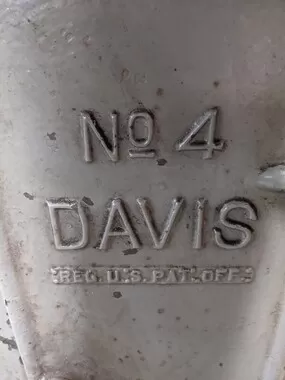 Nº 4
DAVIS
REG. U.S. PAT. OFF.